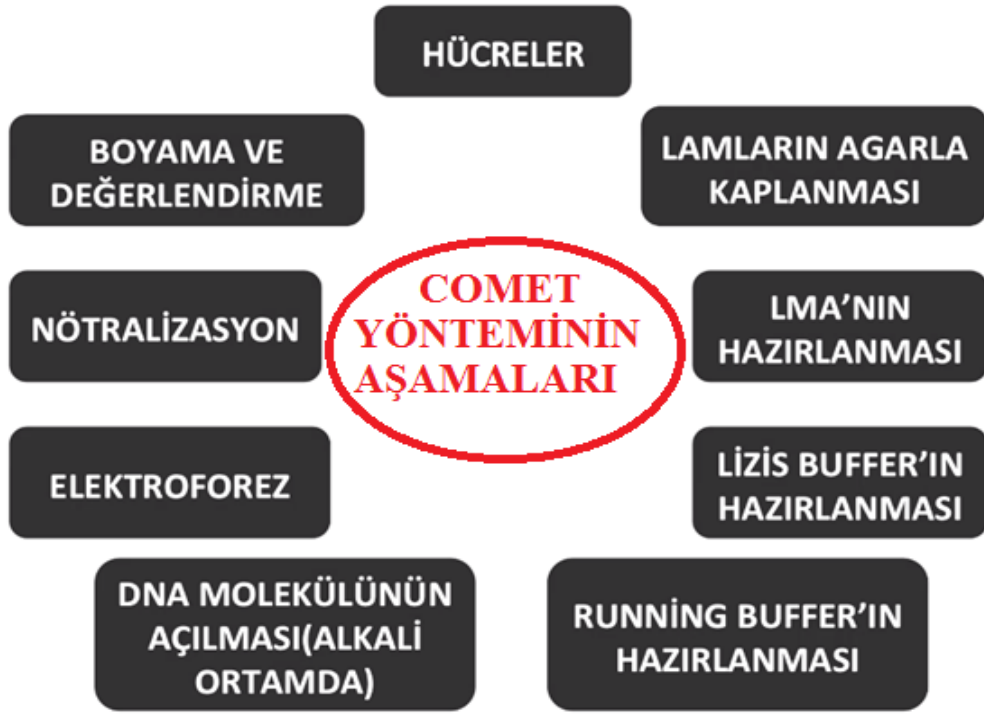 HÜCRELER
LAMLARIN AGARLA
KAPLANMASI
LMA’NIN
HAZIRLANMASI
LİZİS BUFFER’IN
HAZIRLANMASI
RUNNİNG BUFFER’IN
HAZIRLANMASI
DNA MOLEKÜLÜNÜN
AÇILMASI(ALKALİ
ORTAMDA)
ELEKTROFOREZ
NÖTRALİZASYON
BOYAMA VE
DEĞERLENDİRME
COMET
YÖNTEMİNİN
AŞAMALARI